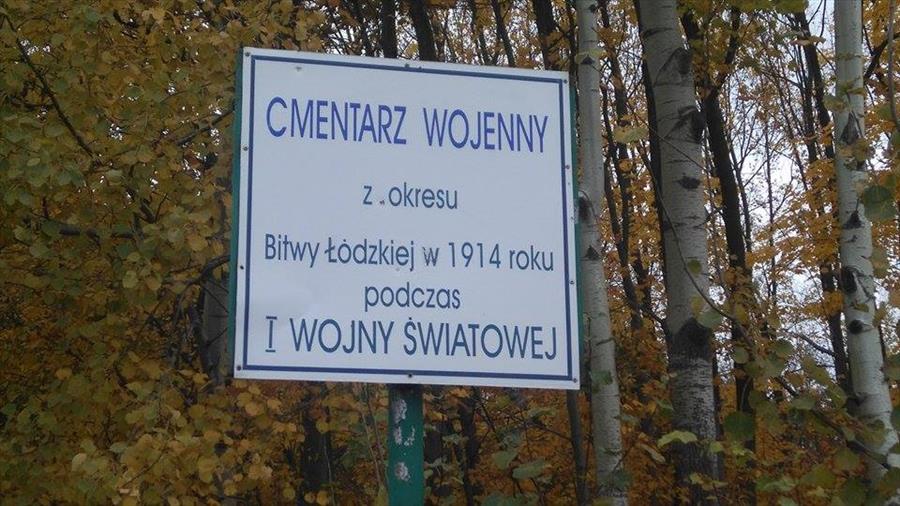 CMENTARZ WOJENNY
z okresu
Bitwy Łódzkiej w 1914 roku
podczas
I WOJNY ŚWIATOWEJ